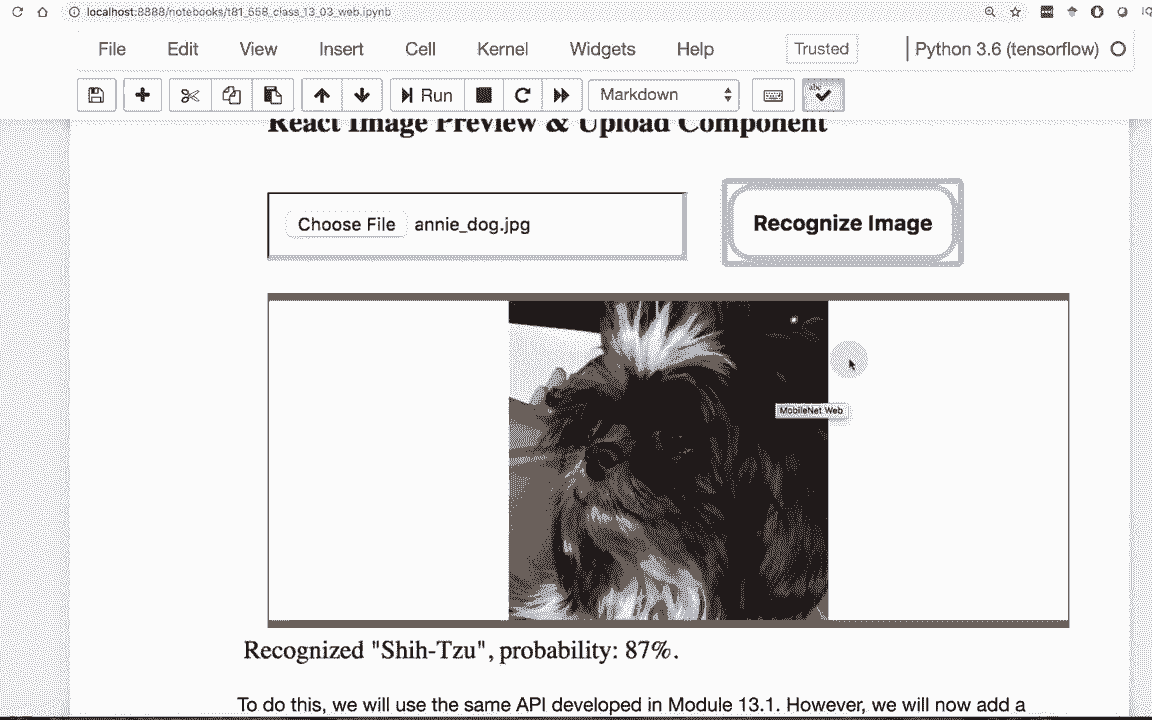 localhost:8888/notebooks/t81_558_class_13_03_web.ipynb
File Edit View Insert Cell Kernel Widgets Help Trusted Python 3.6 (tensorflow)
Run Markdown
React Image Preview & Upload Component
Choose File annie_dog.jpg Recognize Image
MobileNet Web
Recognized "Shih-Tzu", probability: 87%.
To do this, we will use the same API developed in Module 13.1. However, we will now add a